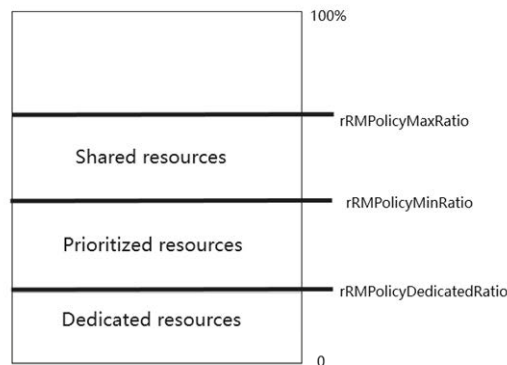 100%
rRMPolicyMaxRatio
Shared resources
rRMPolicyMinRatio
Prioritized resources
rRMPolicyDedicatedRatio
Dedicated resources
0